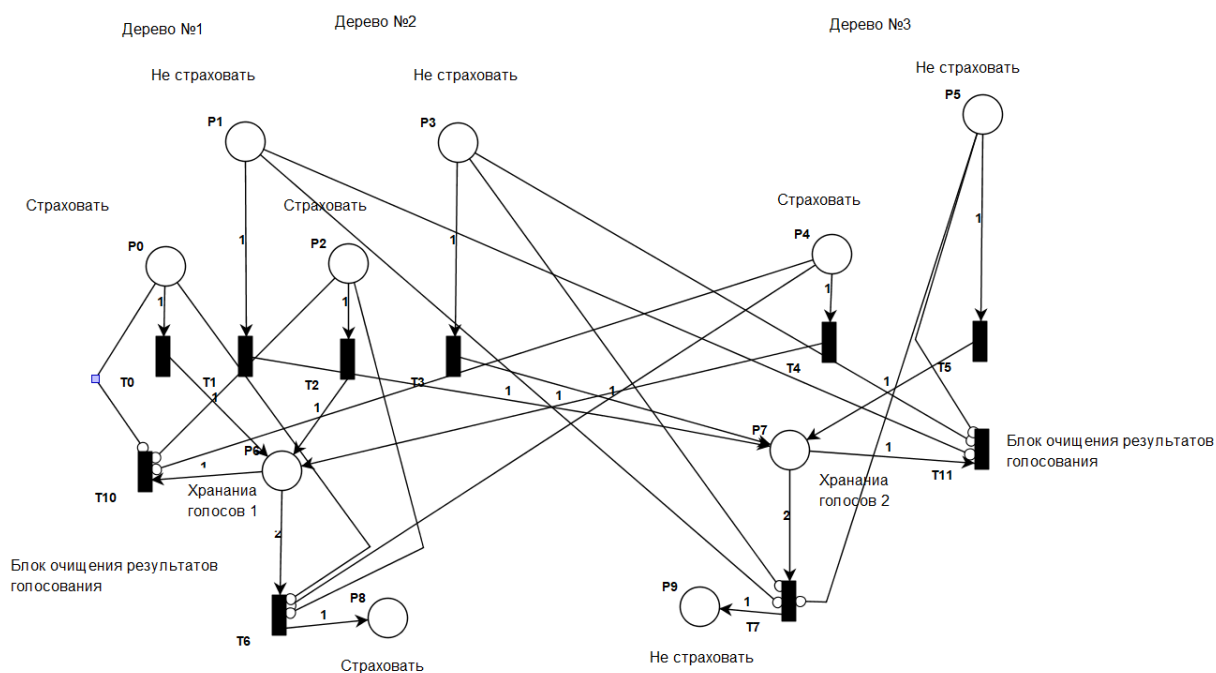 Дерево №1
Дерево №2
Дерево №3
Не страховать
Не страховать
Не страховать
P1
P3
P5
Страховать
Страховать
Страховать
P0
P2
P4
1
1
1
1
1
1
T0
T1
T2
T3
T4
T5
1
1
1
1
1
1
P6
P7
1
1
T10
T11
Хрананиа
голосов 1
Хрананиа
голосов 2
Блок очищения результатов
голосования
2
2
Блок очищения результатов
голосования
P8
P9
1
1
T6
T7
Страховать
Не страховать